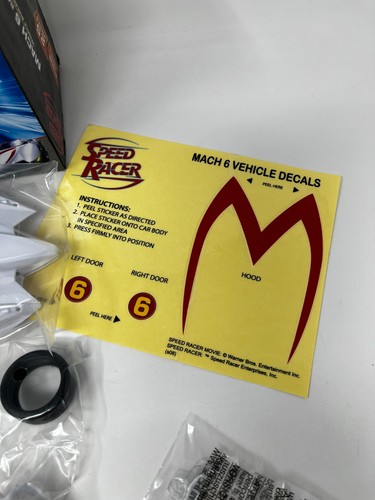 SPEED
RACER
MACH 6 VEHICLE DECALS
PEEL HERE
INSTRUCTIONS:
1. PEEL STICKER AS DIRECTED
2. PLACE STICKER ONTO CAR BODY
IN SPECIFIED AREA
3. PRESS FIRMLY INTO POSITION
LEFT DOOR
RIGHT DOOR
HOOD
6
6
PEEL HERE
M
SPEED RACER MOVIE: © Warner Bros. Entertainment Inc.
SPEED RACER: ™ Speed Racer Enterprises, Inc.
(s08)